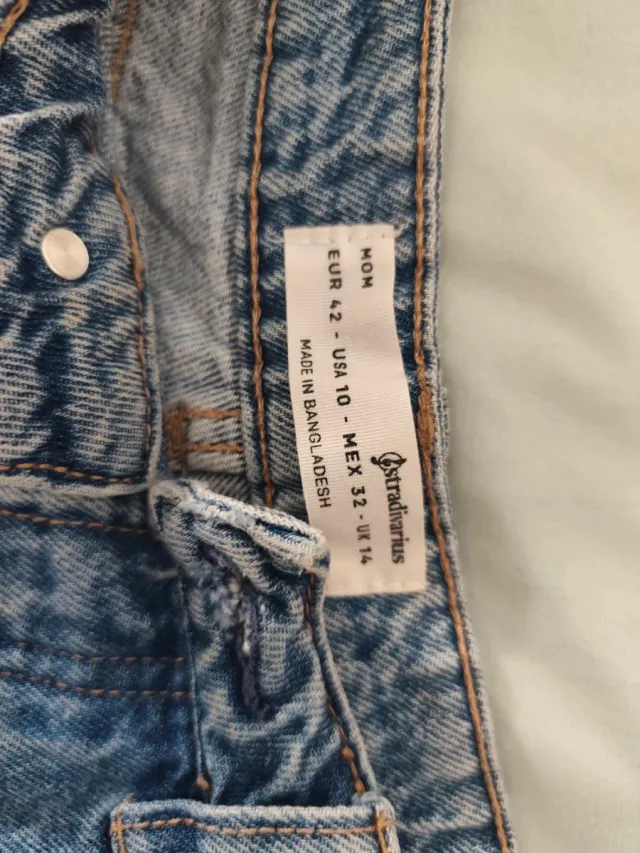 MOM
stradivarius
EUR 42 - USA 10 - MEX 32 - UK 14
MADE IN BANGLADESH